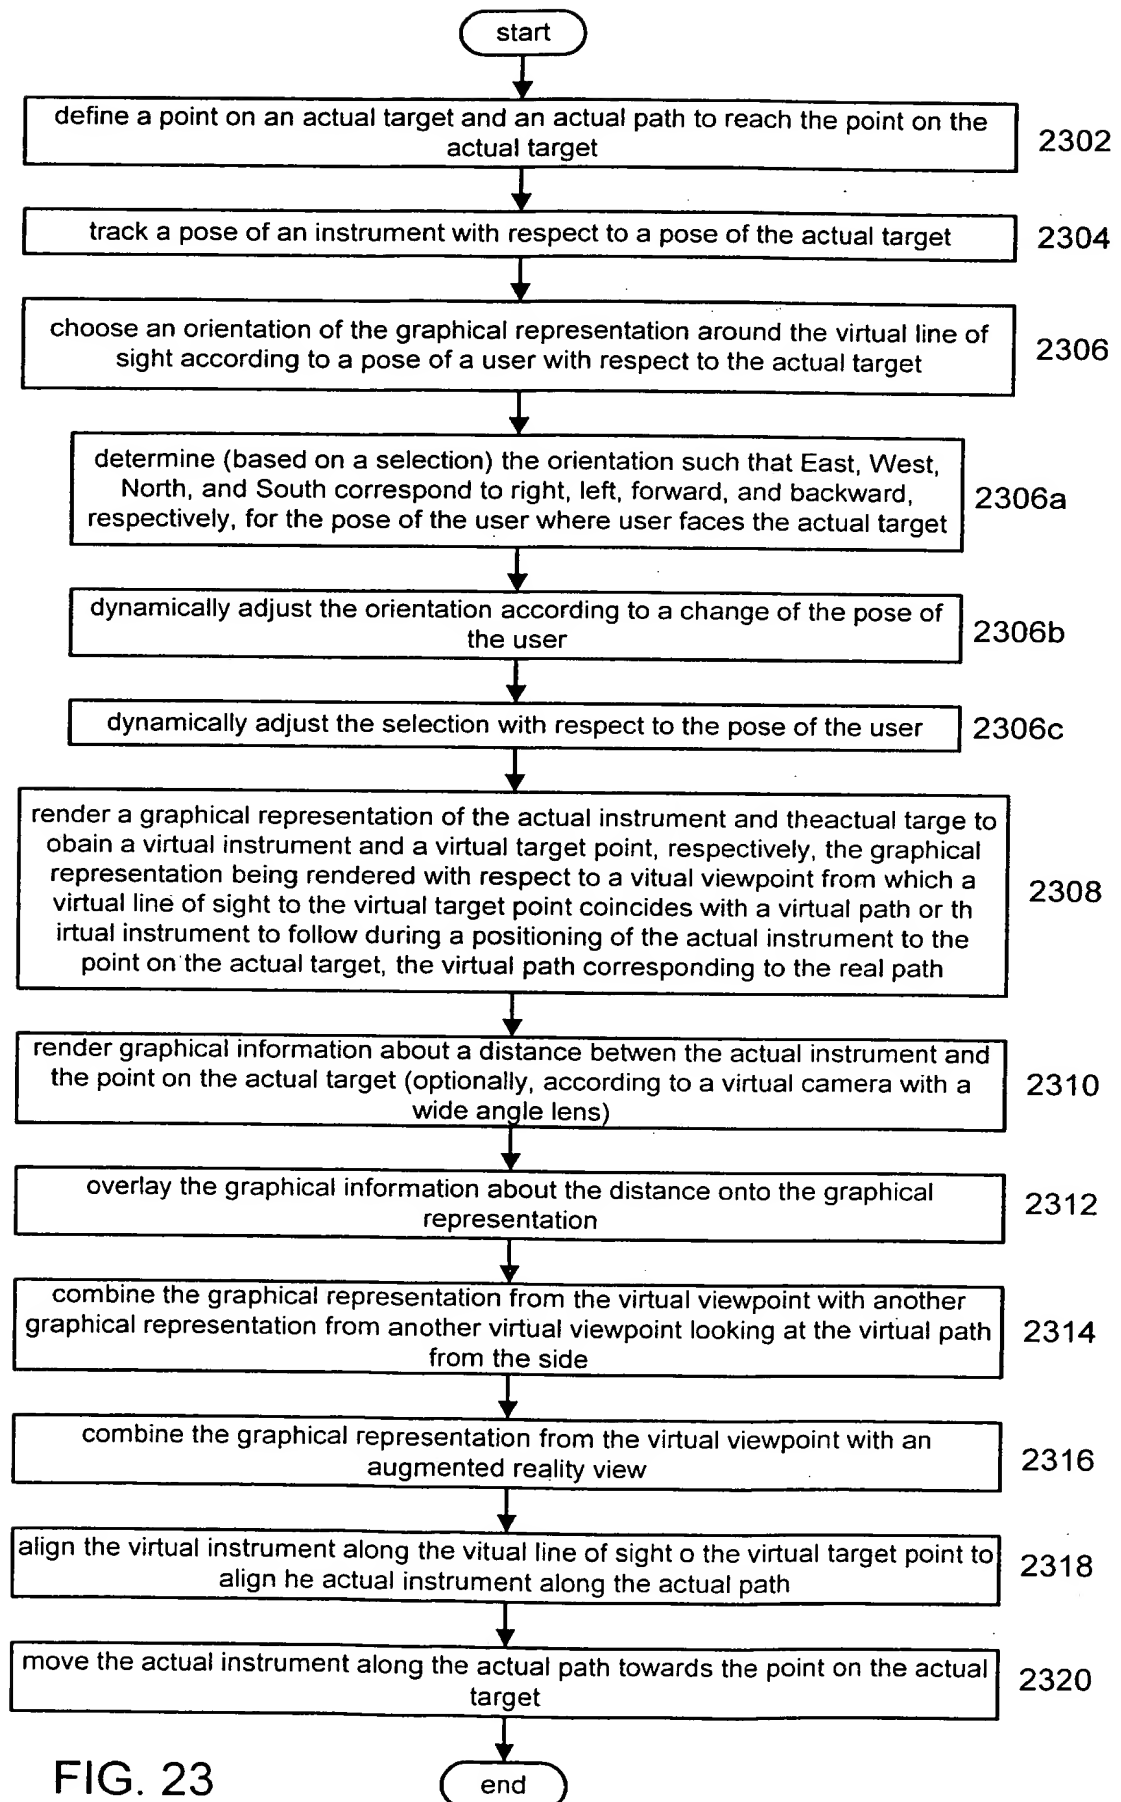 start
define a point on an actual target and an actual path to reach the point on the
actual target
2302
track a pose of an instrument with respect to a pose of the actual target
2304
choose an orientation of the graphical representation around the virtual line of
sight according to a pose of a user with respect to the actual target
2306
determine (based on a selection) the orientation such that East, West,
North, and South correspond to right, left, forward, and backward,
respectively, for the pose of the user where user faces the actual target
2306a
dynamically adjust the orientation according to a change of the pose of
the user
2306b
dynamically adjust the selection with respect to the pose of the user
2306c
render a graphical representation of the actual instrument and theactual targe to
obain a virtual instrument and a virtual target point, respectively, the graphical
representation being rendered with respect to a vitual viewpoint from which a
virtual line of sight to the virtual target point coincides with a virtual path or th
irtual instrument to follow during a positioning of the actual instrument to the
point on the actual target, the virtual path corresponding to the real path
2308
render graphical information about a distance betwen the actual instrument and
the point on the actual target (optionally, according to a virtual camera with a
wide angle lens)
2310
overlay the graphical information about the distance onto the graphical
representation
2312
combine the graphical representation from the virtual viewpoint with another
graphical representation from another virtual viewpoint looking at the virtual path
from the side
2314
combine the graphical representation from the virtual viewpoint with an
augmented reality view
2316
align the virtual instrument along the vitual line of sight o the virtual target point to
align he actual instrument along the actual path
2318
move the actual instrument along the actual path towards the point on the actual
target
2320
end
FIG. 23